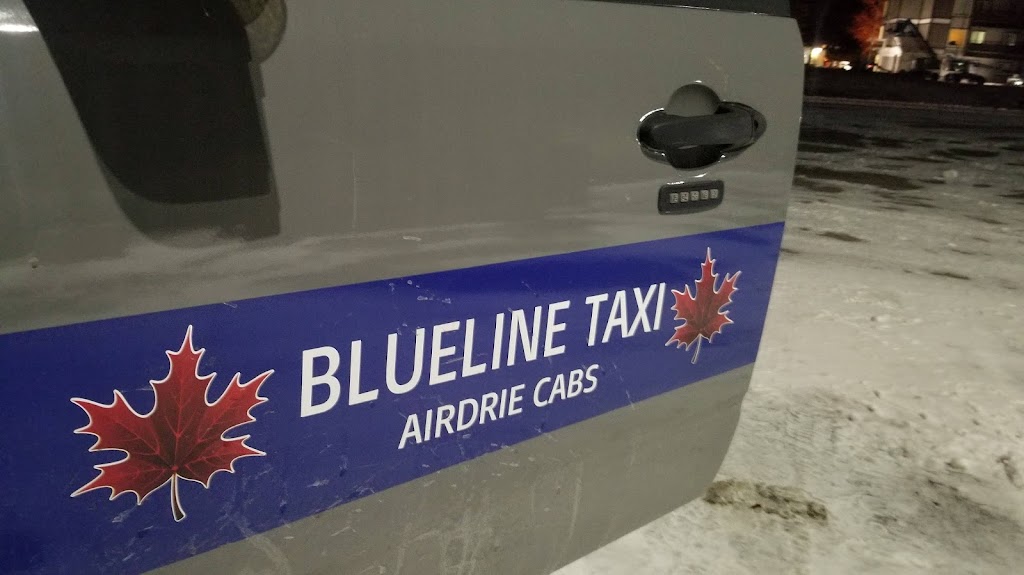 BLUELINE TAXI
AIRDRIE CABS